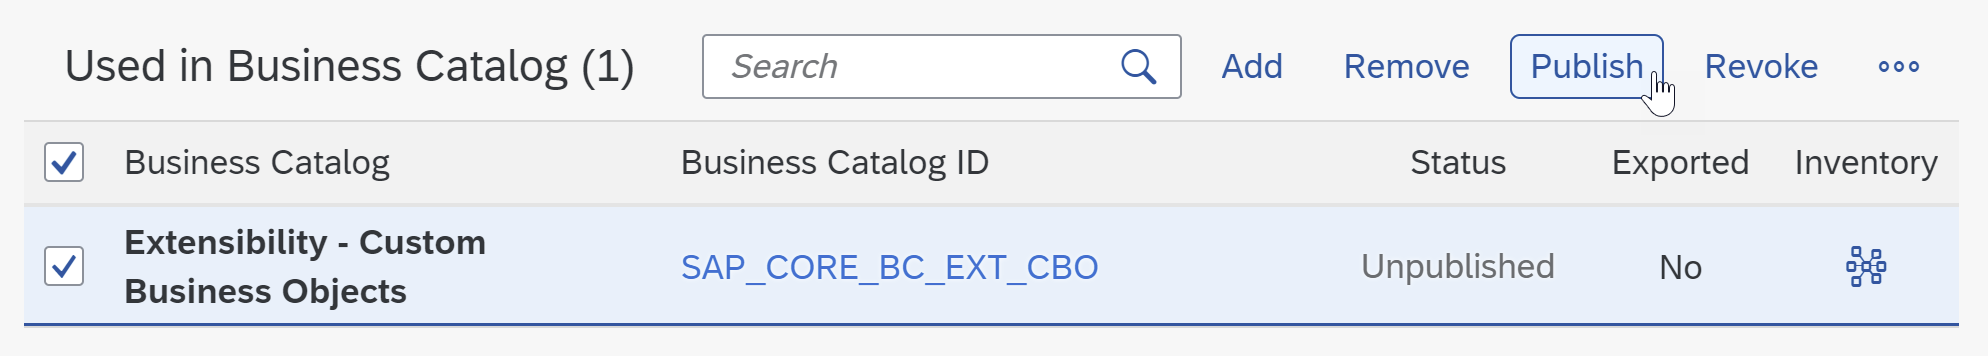 Used in Business Catalog (1) Search Add Remove Publish Revoke
Business Catalog Business Catalog ID Status Exported Inventory
Extensibility - Custom
Business Objects SAP_CORE_BC_EXT_CBO Unpublished No